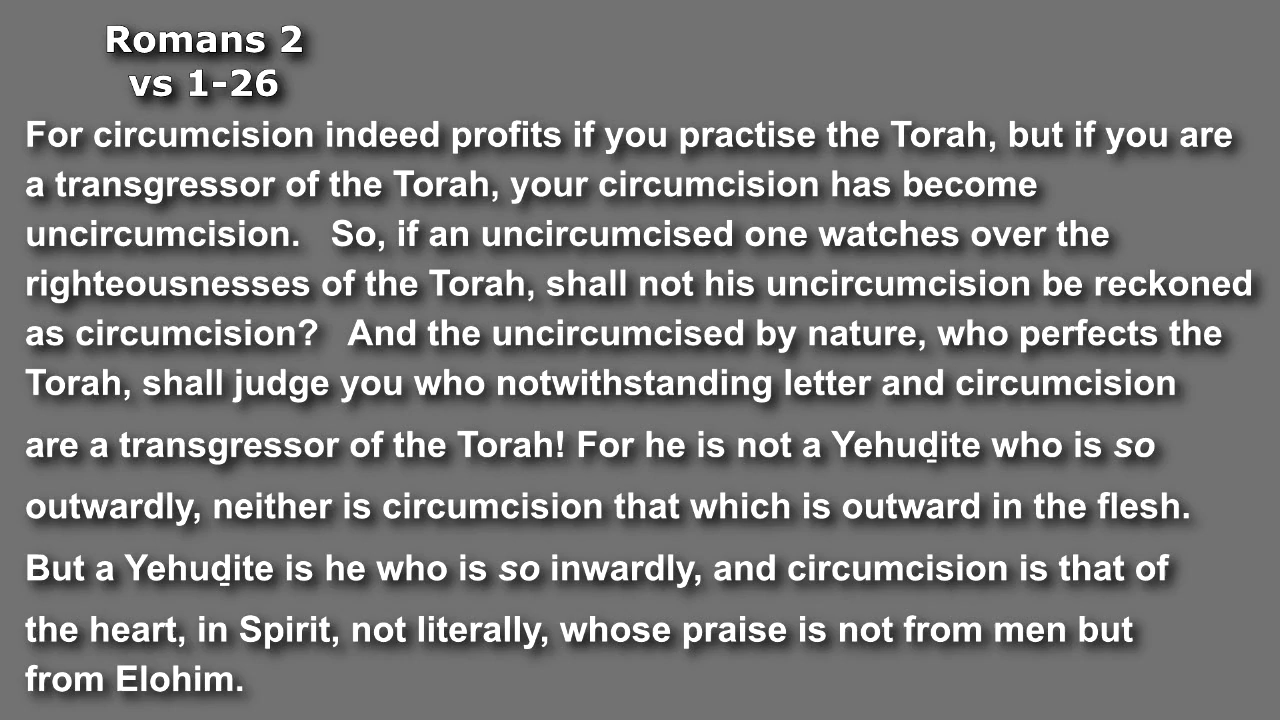 Romans 2
vs 1-26
For circumcision indeed profits if you practise the Torah, but if you are
a transgressor of the Torah, your circumcision has become
uncircumcision. So, if an uncircumcised one watches over the
righteousnesses of the Torah, shall not his uncircumcision be reckoned
as circumcision? And the uncircumcised by nature, who perfects the
Torah, shall judge you who notwithstanding letter and circumcision
are a transgressor of the Torah! For he is not a Yehuḏite who is so
outwardly, neither is circumcision that which is outward in the flesh.
But a Yehuḏite is he who is so inwardly, and circumcision is that of
the heart, in Spirit, not literally, whose praise is not from men but
from Elohim.